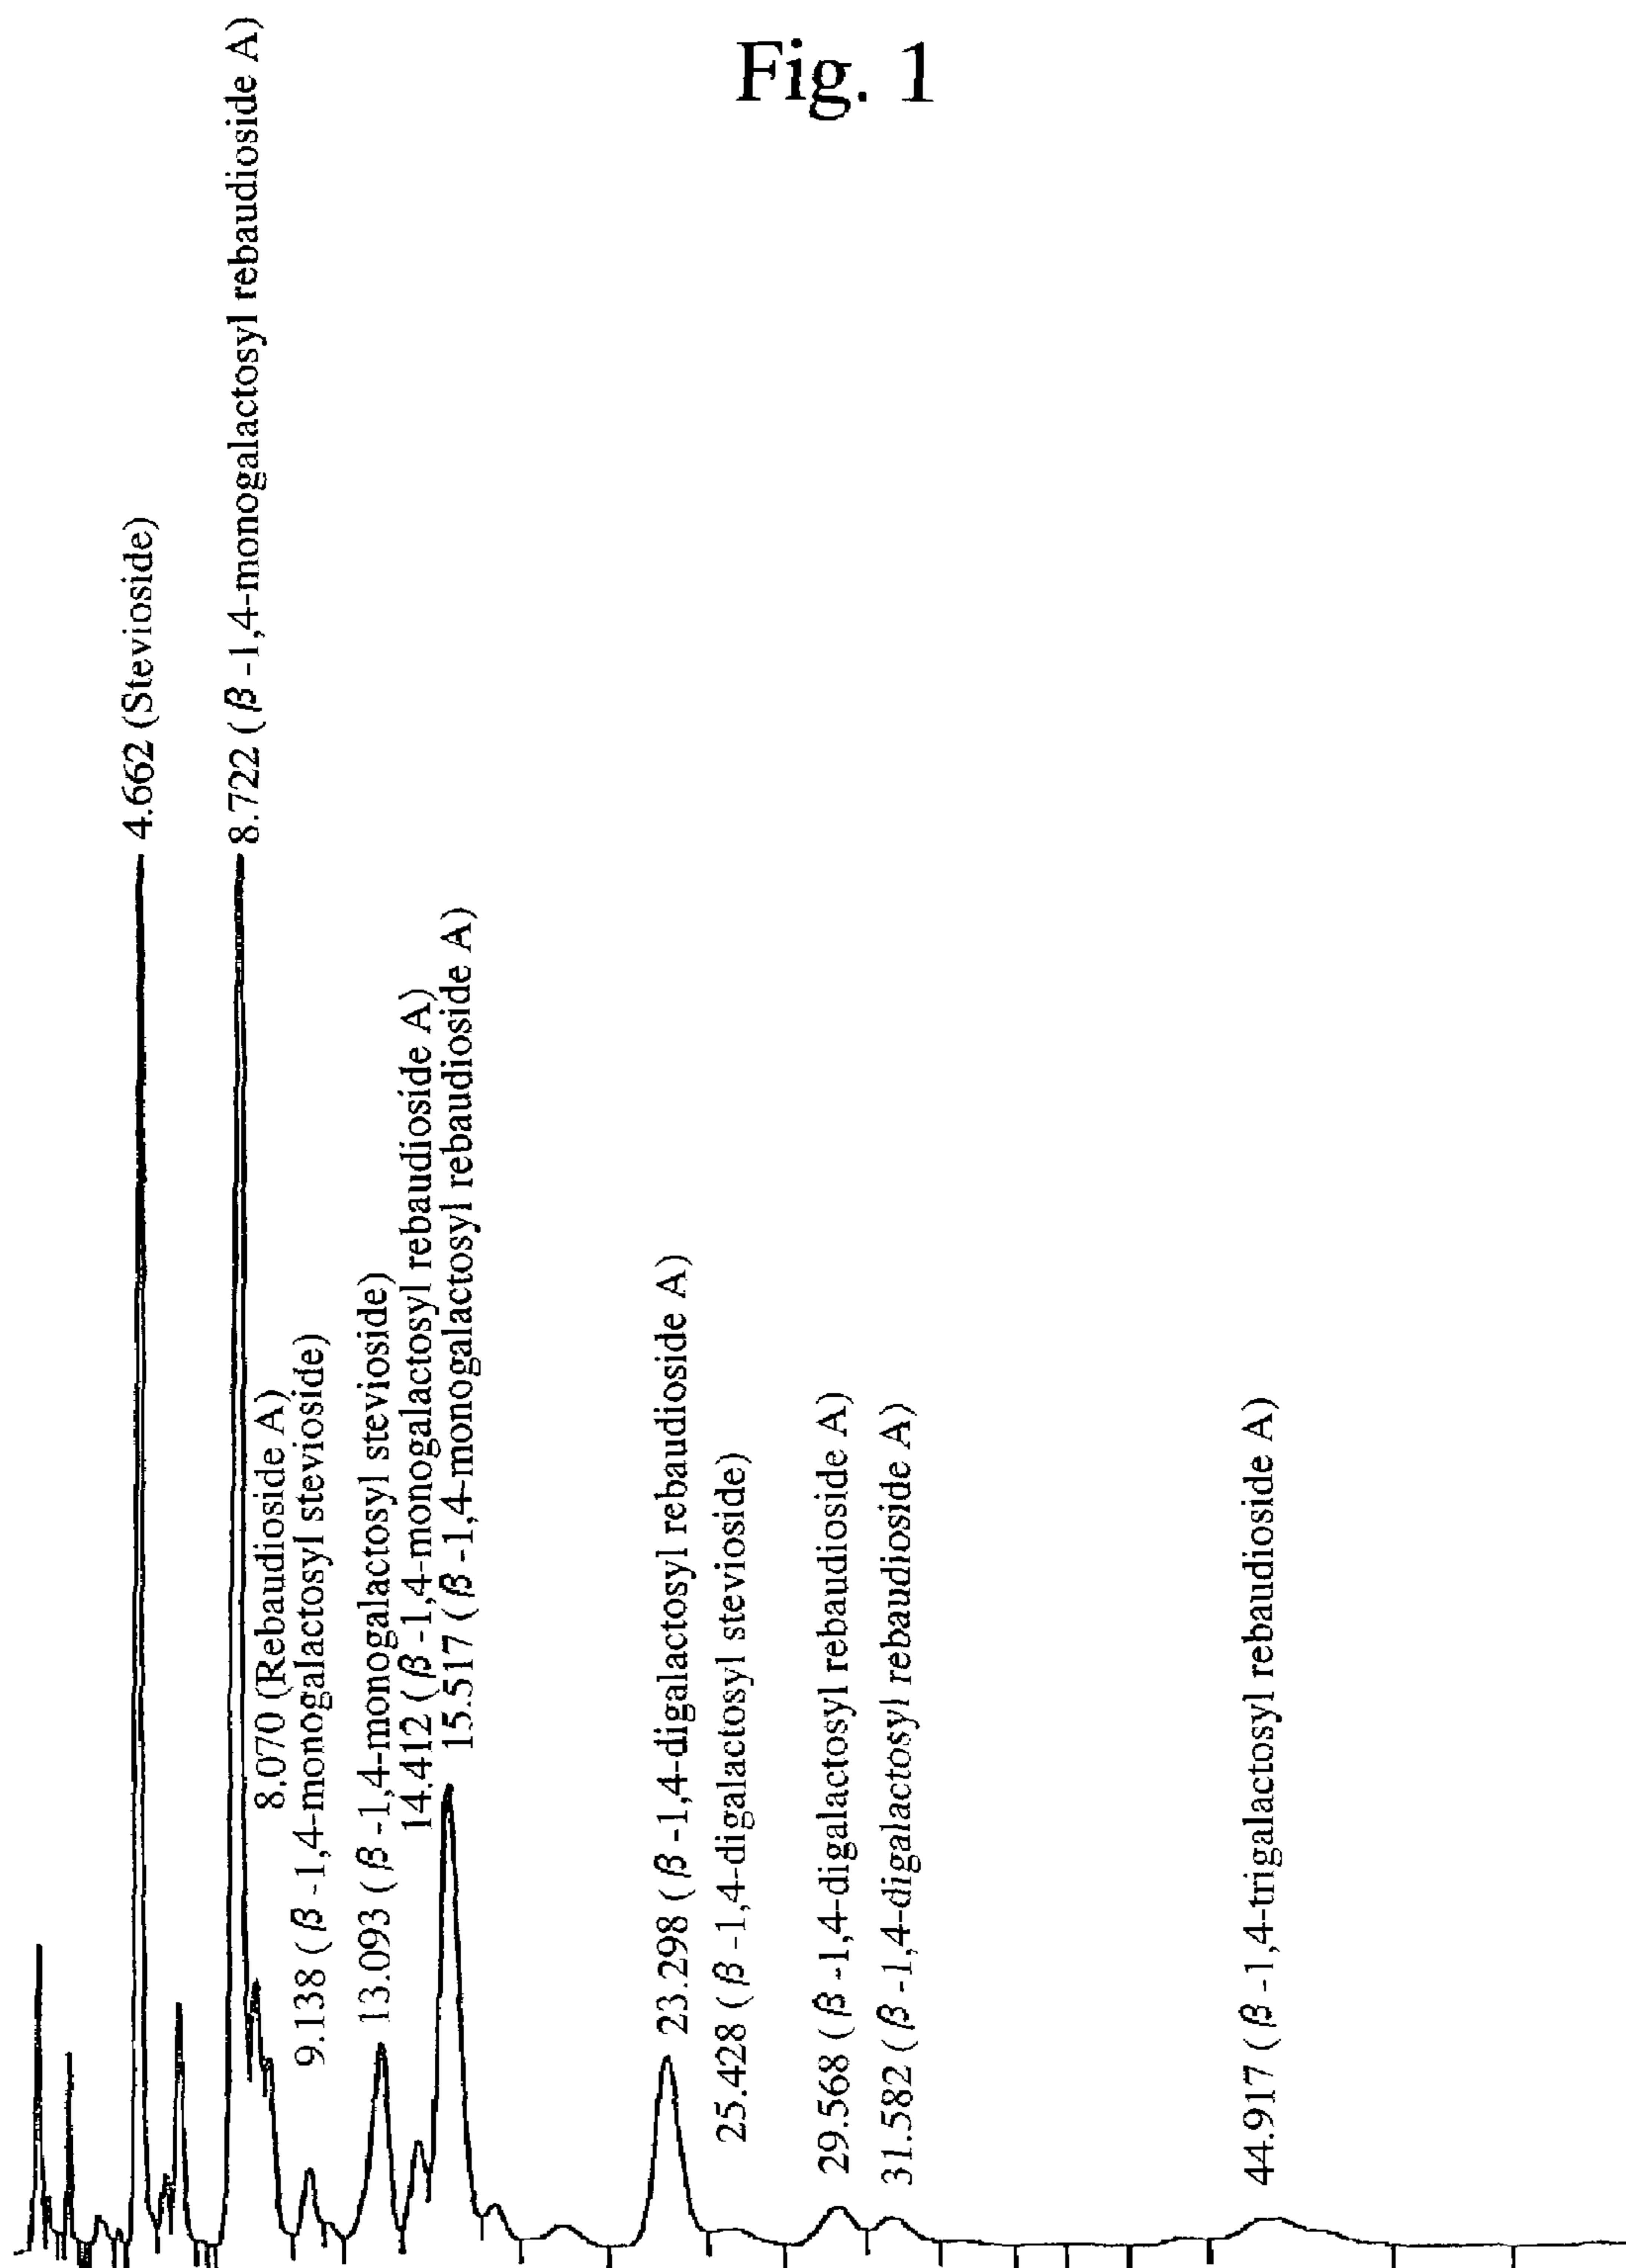 Fig. 1
4.662 (Stevioside)
8.722 (β-1,4-monogalactosyl rebaudioside A)
8.070 (Rebaudioside A)
9.138 (β-1,4-monogalactosyl stevioside)
13.093 (β-1,4-monogalactosyl stevioside)
14.412 (β-1,4-monogalactosyl rebaudioside A)
15.517 (β-1,4-monogalactosyl rebaudioside A)
23.298 (β-1,4-digalactosyl rebaudioside A)
25.428 (β-1,4-digalactosyl stevioside)
29.568 (β-1,4-digalactosyl rebaudioside A)
31.582 (β-1,4-digalactosyl rebaudioside A)
44.917 (β-1,4-trigalactosyl rebaudioside A)